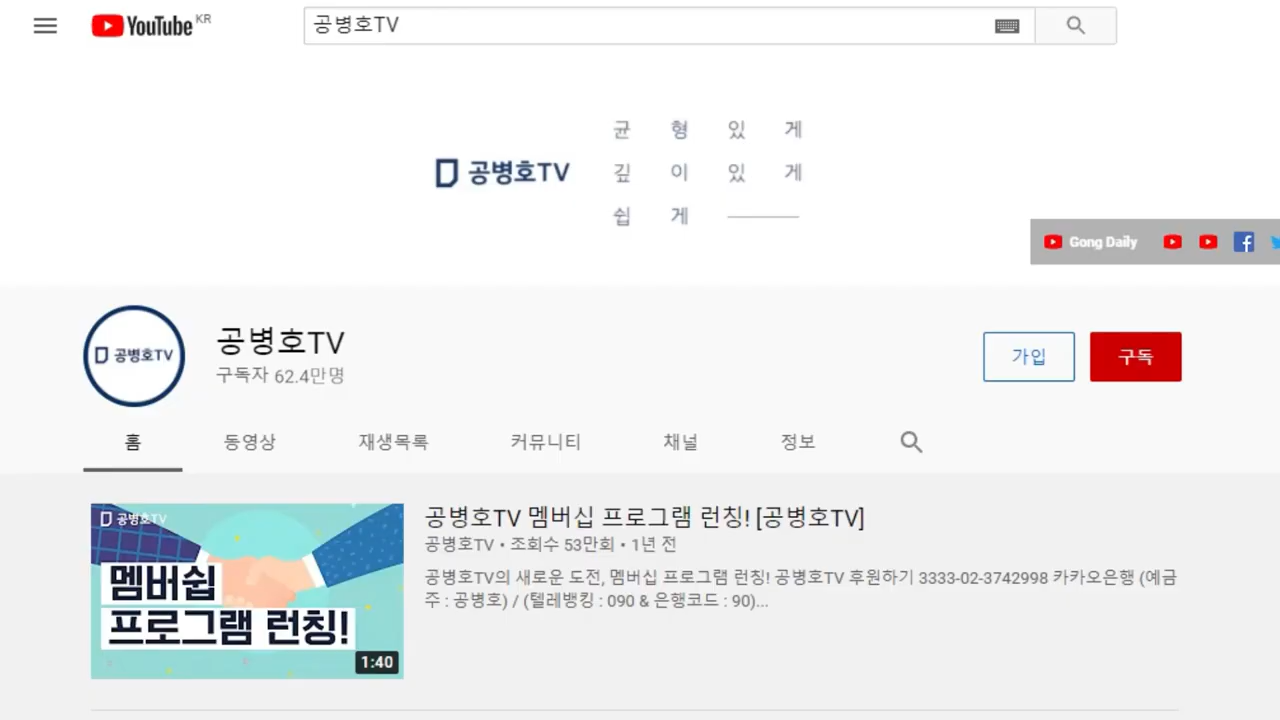 YouTube KR
공병호TV
균 형 있 게
공병호TV
깊 이 있 게
쉽 게
Gong Daily
공병호TV
공병호TV
구독자 62.4만명
가입
구독
홈
동영상
재생목록
커뮤니티
채널
정보
공병호TV
멤버쉽
프로그램 런칭!
1:40
공병호TV 멤버십 프로그램 런칭! [공병호TV]
공병호TV • 조회수 53만회 • 1년 전
공병호TV의 새로운 도전, 멤버십 프로그램 런칭! 공병호TV 후원하기 3333-02-3742998 카카오은행 (예금
주 : 공병호) / (텔레뱅킹 : 090 & 은행코드 : 90)...